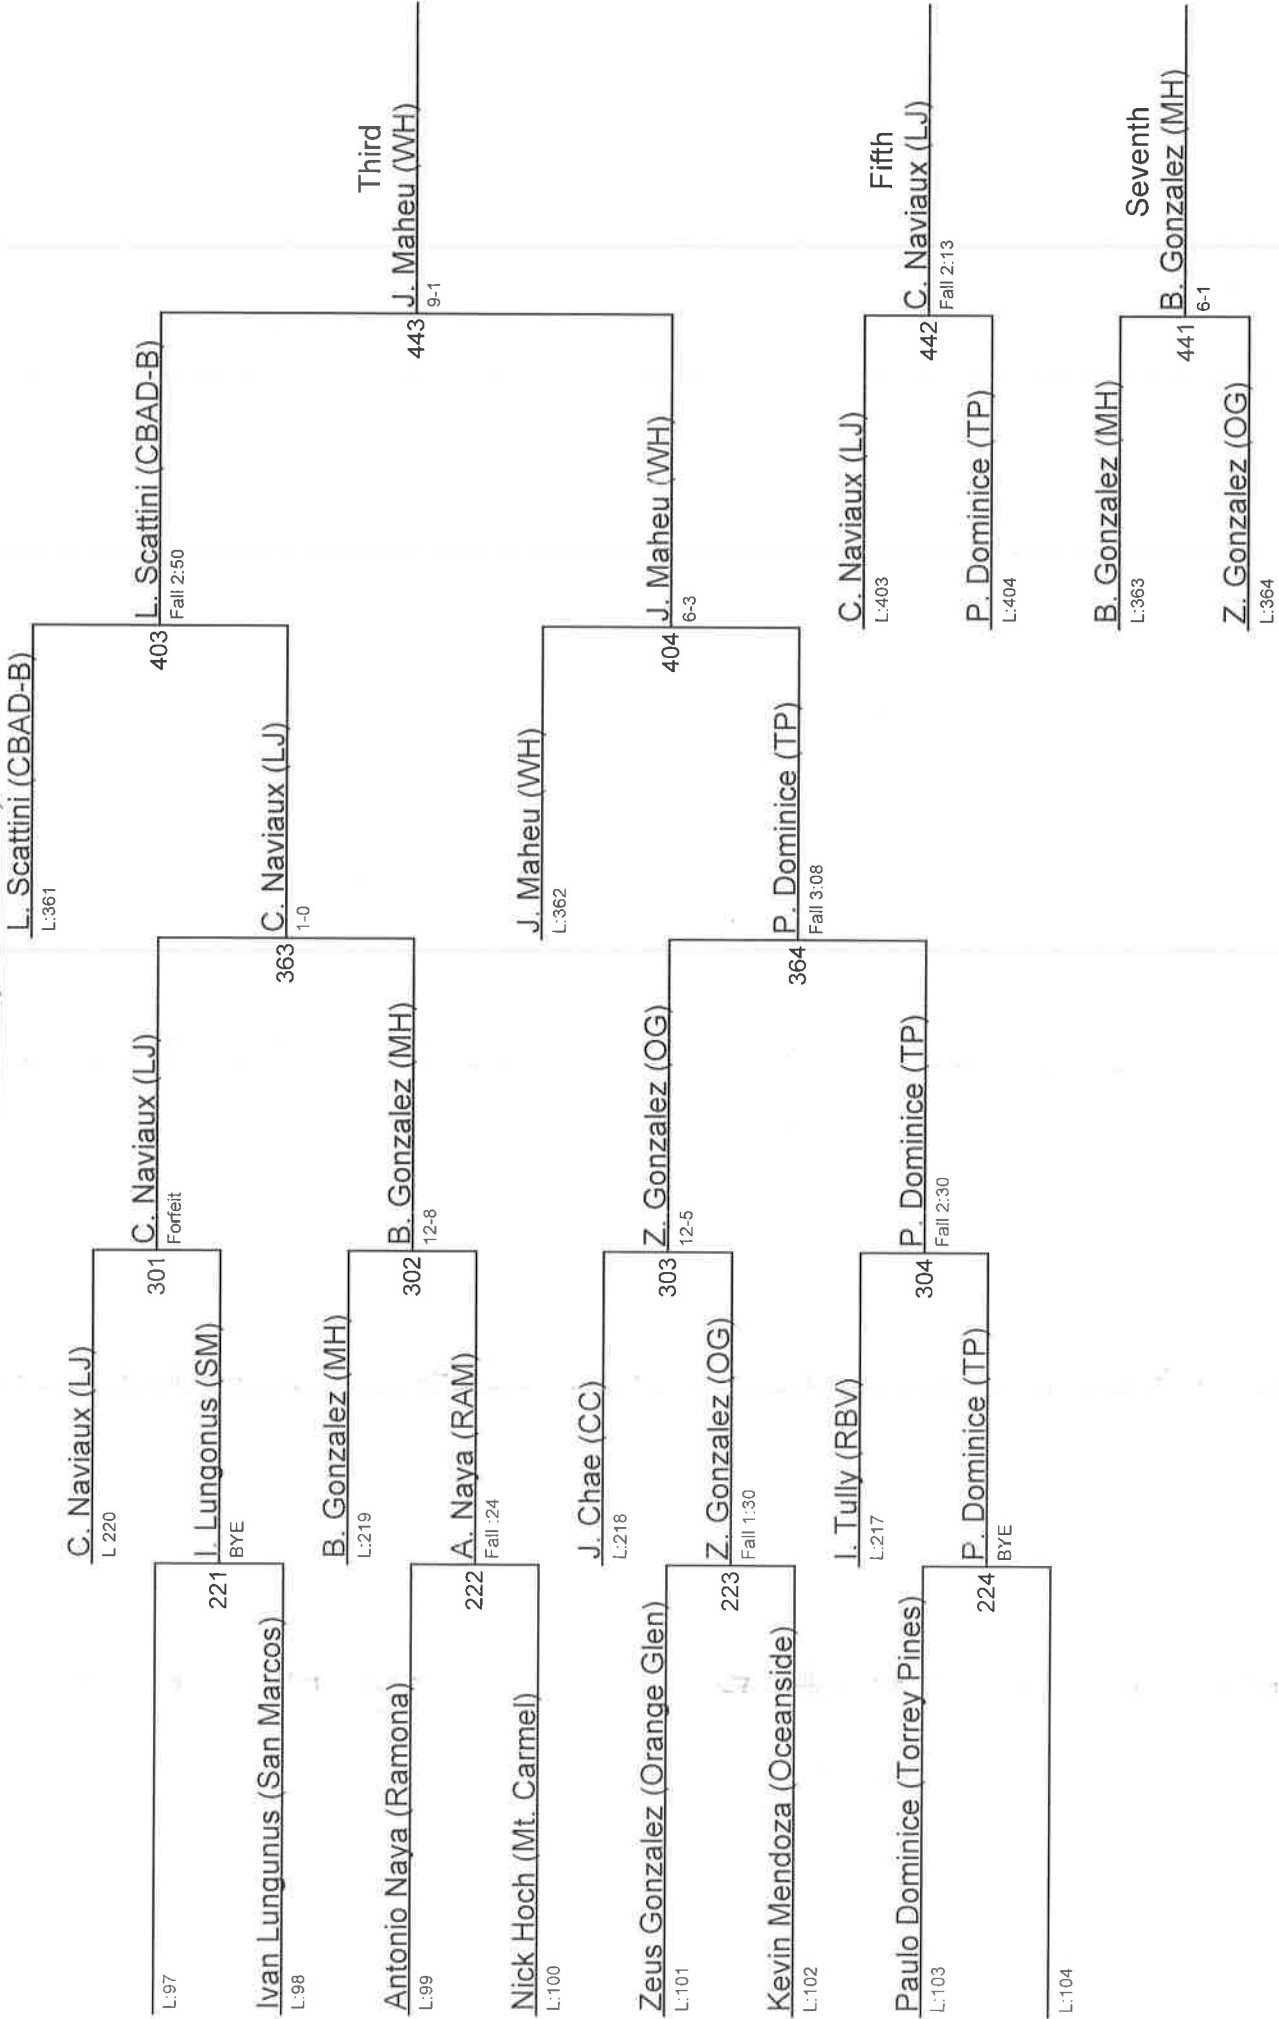 L:97
Ivan Lungunus (San Marcos)
L:98
Antonio Naya (Ramona)
L:99
Nick Hoch (Mt. Carmel)
L:100
Zeus Gonzalez (Orange Glen)
L:101
Kevin Mendoza (Oceanside)
L:102
Paulo Dominice (Torrey Pines)
L:103
L:104
C. Naviaux (LJ)
L 220
221
I. Lungonus (SM)
BYE
B. Gonzalez (MH)
L:219
222
A. Naya (RAM)
Fall :24
J. Chae (CC)
L:218
223
Z. Gonzalez (OG)
Fall 1:30
I. Tully (RBV)
L:217
224
P. Dominice (TP)
BYE
301
C. Naviaux (LJ)
Forfeit
302
B. Gonzalez (MH)
12-8
303
Z. Gonzalez (OG)
12-5
304
P. Dominice (TP)
Fall 2:30
L. Scattini (CBAD-B)
L:361
363
C. Naviaux (LJ)
1-0
J. Maheu (WH)
L:362
364
P. Dominice (TP)
Fall 3:08
403
L. Scattini (CBAD-B)
Fall 2:50
404
J. Maheu (WH)
6-3
C. Naviaux (LJ)
L:403
P. Dominice (TP)
L:404
B. Gonzalez (MH)
L:363
Z. Gonzalez (OG)
L:364
Third
443
J. Maheu (WH)
9-1
Fifth
442
C. Naviaux (LJ)
Fall 2:13
Seventh
441
B. Gonzalez (MH)
6-1